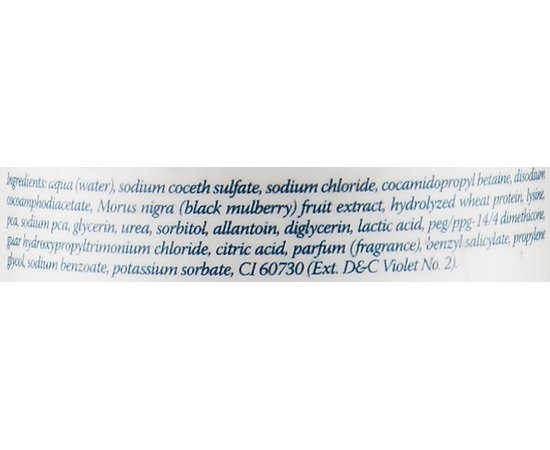 Ingredients: aqua (water), sodium coceth sulfate, sodium chloride, cocamidopropyl betaine, disodium
cocoamphodiacetate, Morus nigra (black mulberry) fruit extract, hydrolyzed wheat protein, lysine,
pca, sodium pca, glycerin, urea, sorbitol, allantoin, diglycerin, lactic acid, peg/ppg-14/4 dimethicone,
guar hydroxypropyltrimonium chloride, citric acid, parfum (fragrance), benzyl salicylate, propylene
glycol, sodium benzoate, potassium sorbate, CI 60730 (Ext. D&C Violet No. 2).